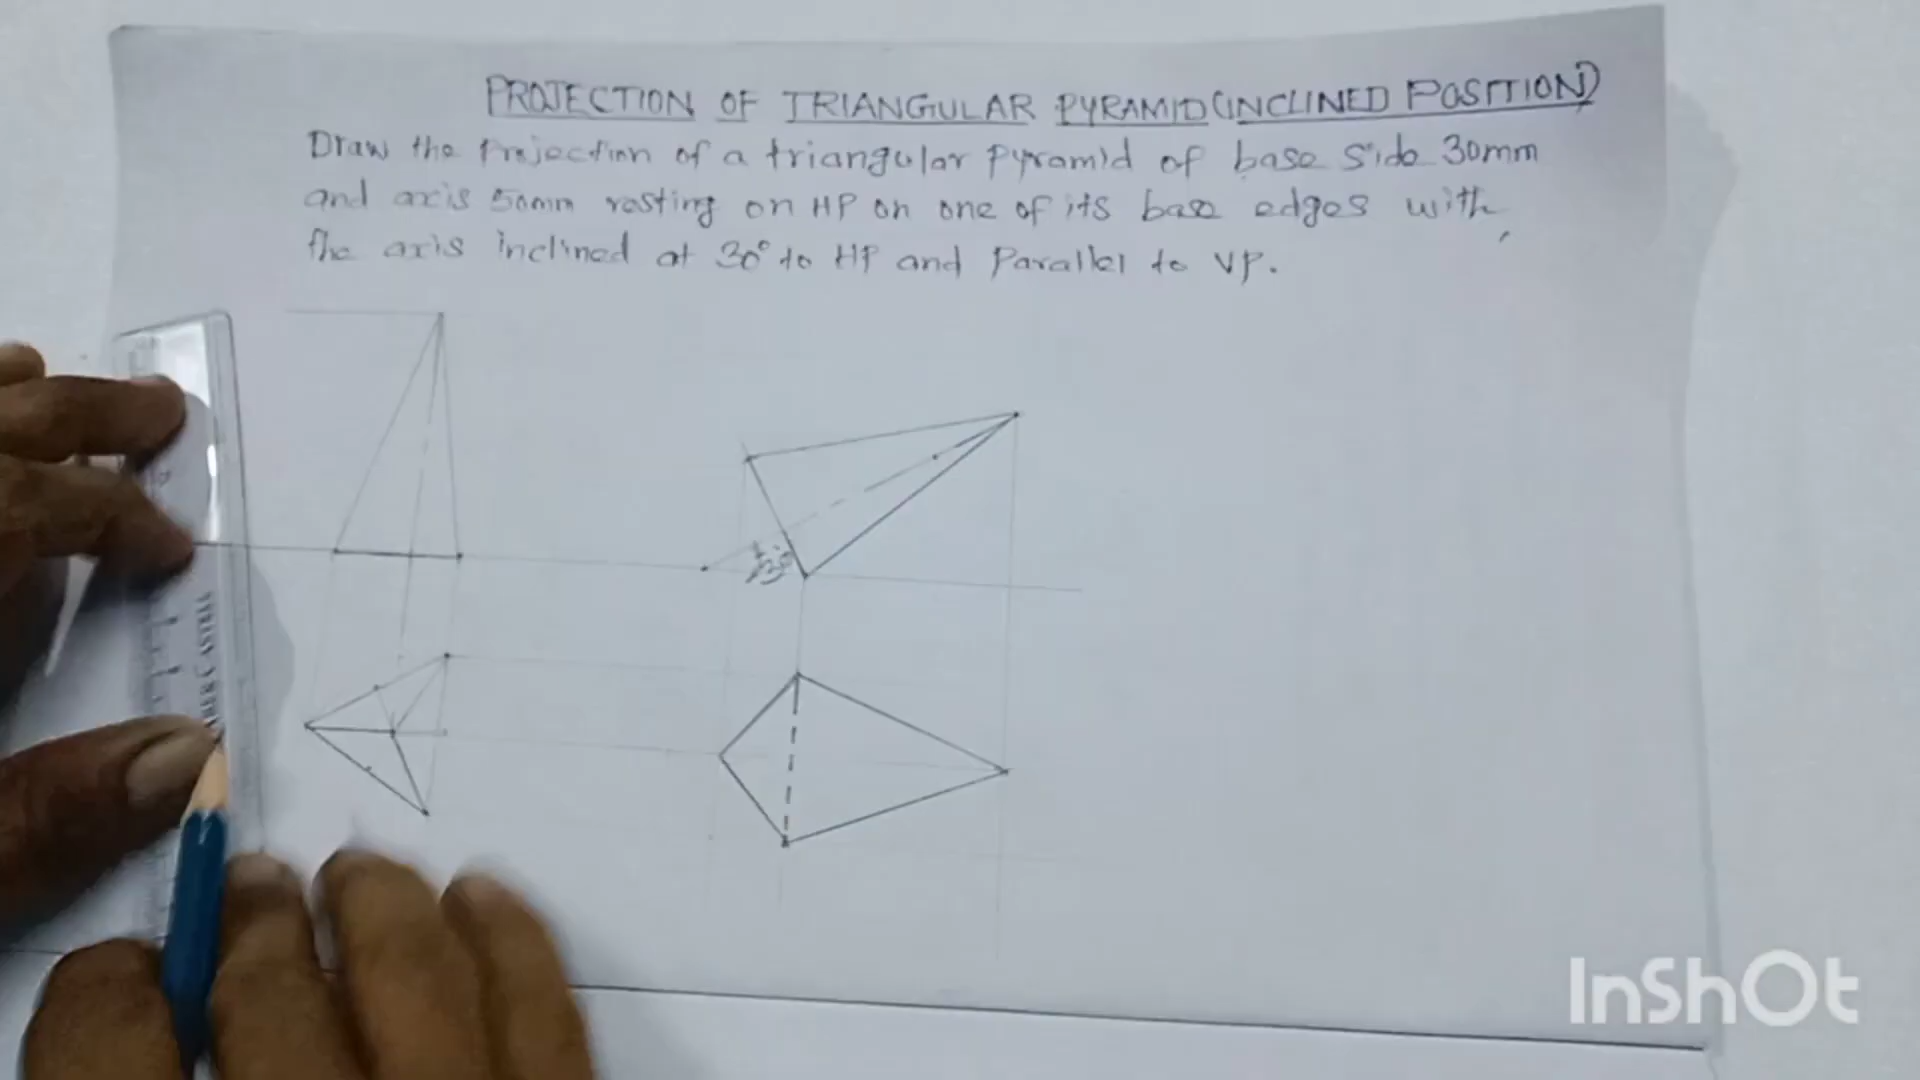 PROJECTION OF TRIANGULAR PYRAMID (INCLINED POSITION)
Draw the Projection of a triangular pyramid of base side 30mm
and axis 50mm resting on HP on one of its base edges with
the axis inclined at 30° to HP and Parallel to VP.
30°
InShOt